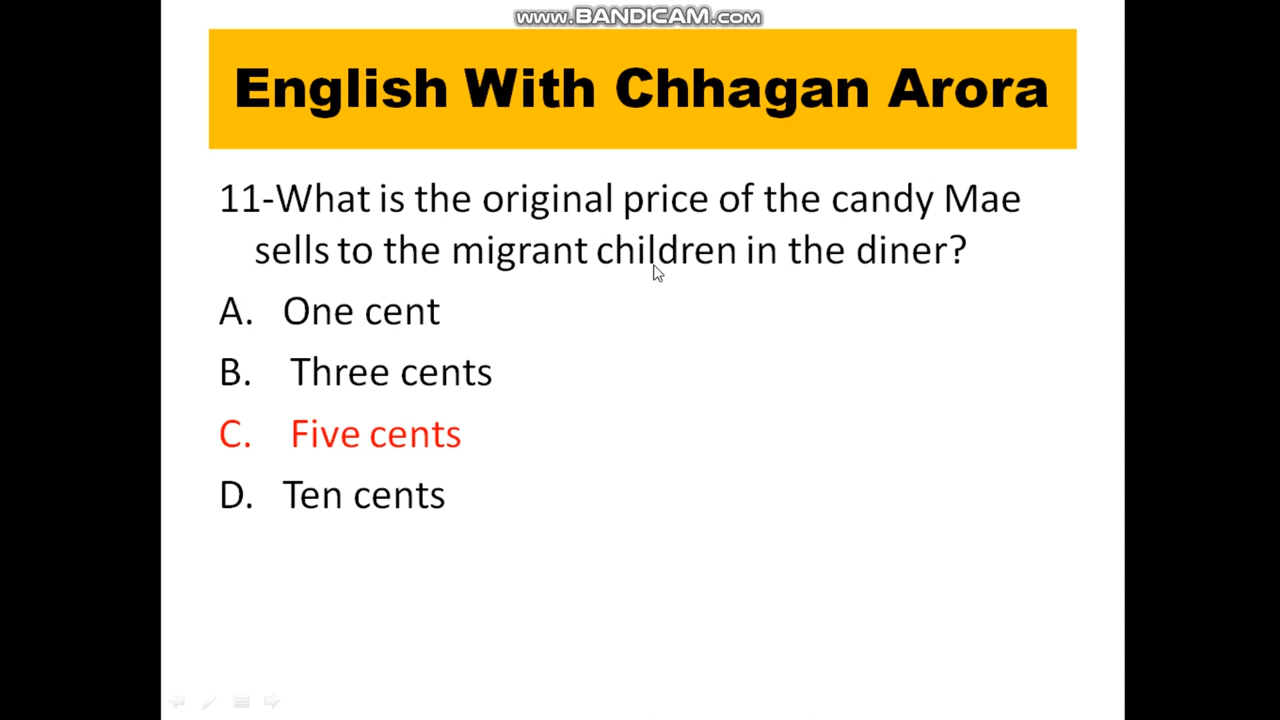 www.BANDICAM.com
English With Chhagan Arora
11-What is the original price of the candy Mae
sells to the migrant children in the diner?
A. One cent
B. Three cents
C. Five cents
D. Ten cents